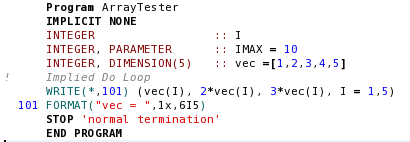 Program ArrayTester
IMPLICIT NONE
INTEGER :: I
INTEGER, PARAMETER :: IMAX = 10
INTEGER, DIMENSION(5) :: vec =[1,2,3,4,5]
! Implied Do Loop
WRITE(*,101) (vec(I), 2*vec(I), 3*vec(I), I = 1,5)
101 FORMAT("vec = ",1x,6I5)
STOP 'normal termination'
END PROGRAM